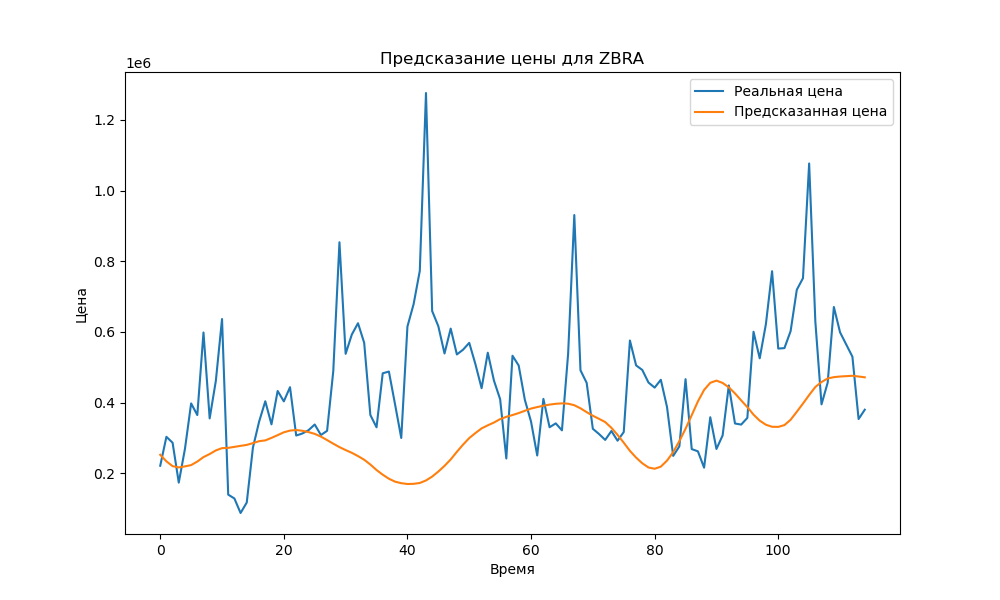 Предсказание цены для ZBRA
1e6
Реальная цена
Предсказанная цена
1.2
1.0
0.8
0.6
0.4
0.2
Цена
0 20 40 60 80 100
Время